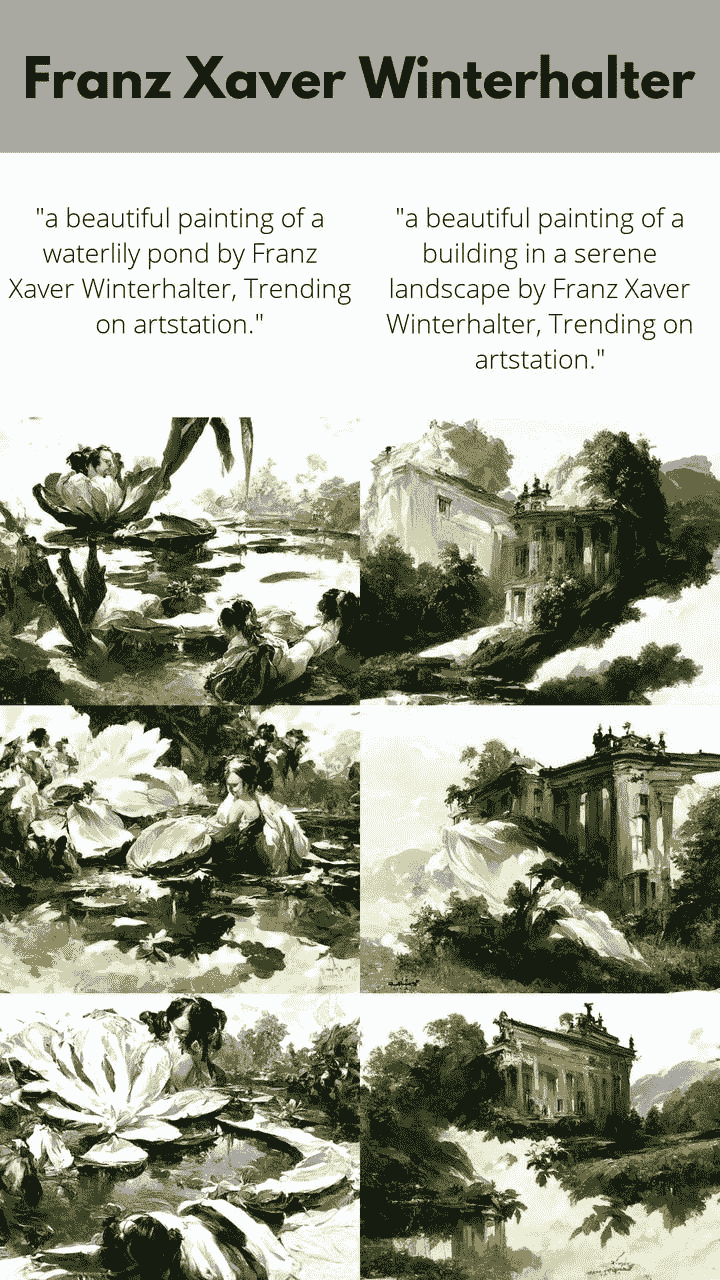 Franz Xaver Winterhalter
"a beautiful painting of a
waterlily pond by Franz
Xaver Winterhalter, Trending
on artstation."
"a beautiful painting of a
building in a serene
landscape by Franz Xaver
Winterhalter, Trending on
artstation."